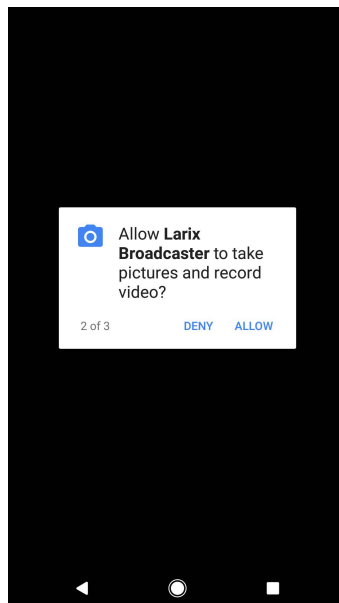 Allow Larix
Broadcaster to take
pictures and record
video?
2 of 3 DENY ALLOW